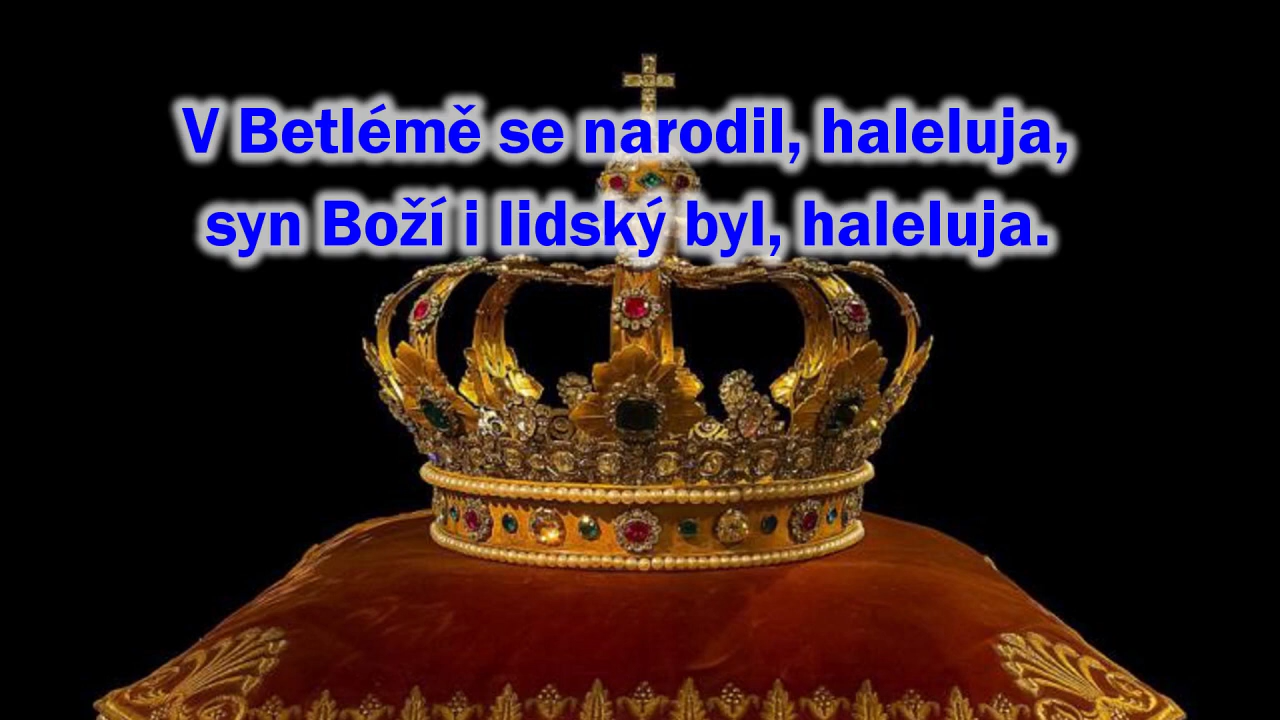 V Betlémě se narodil, haleluja,
syn Boží i lidský byl, haleluja.